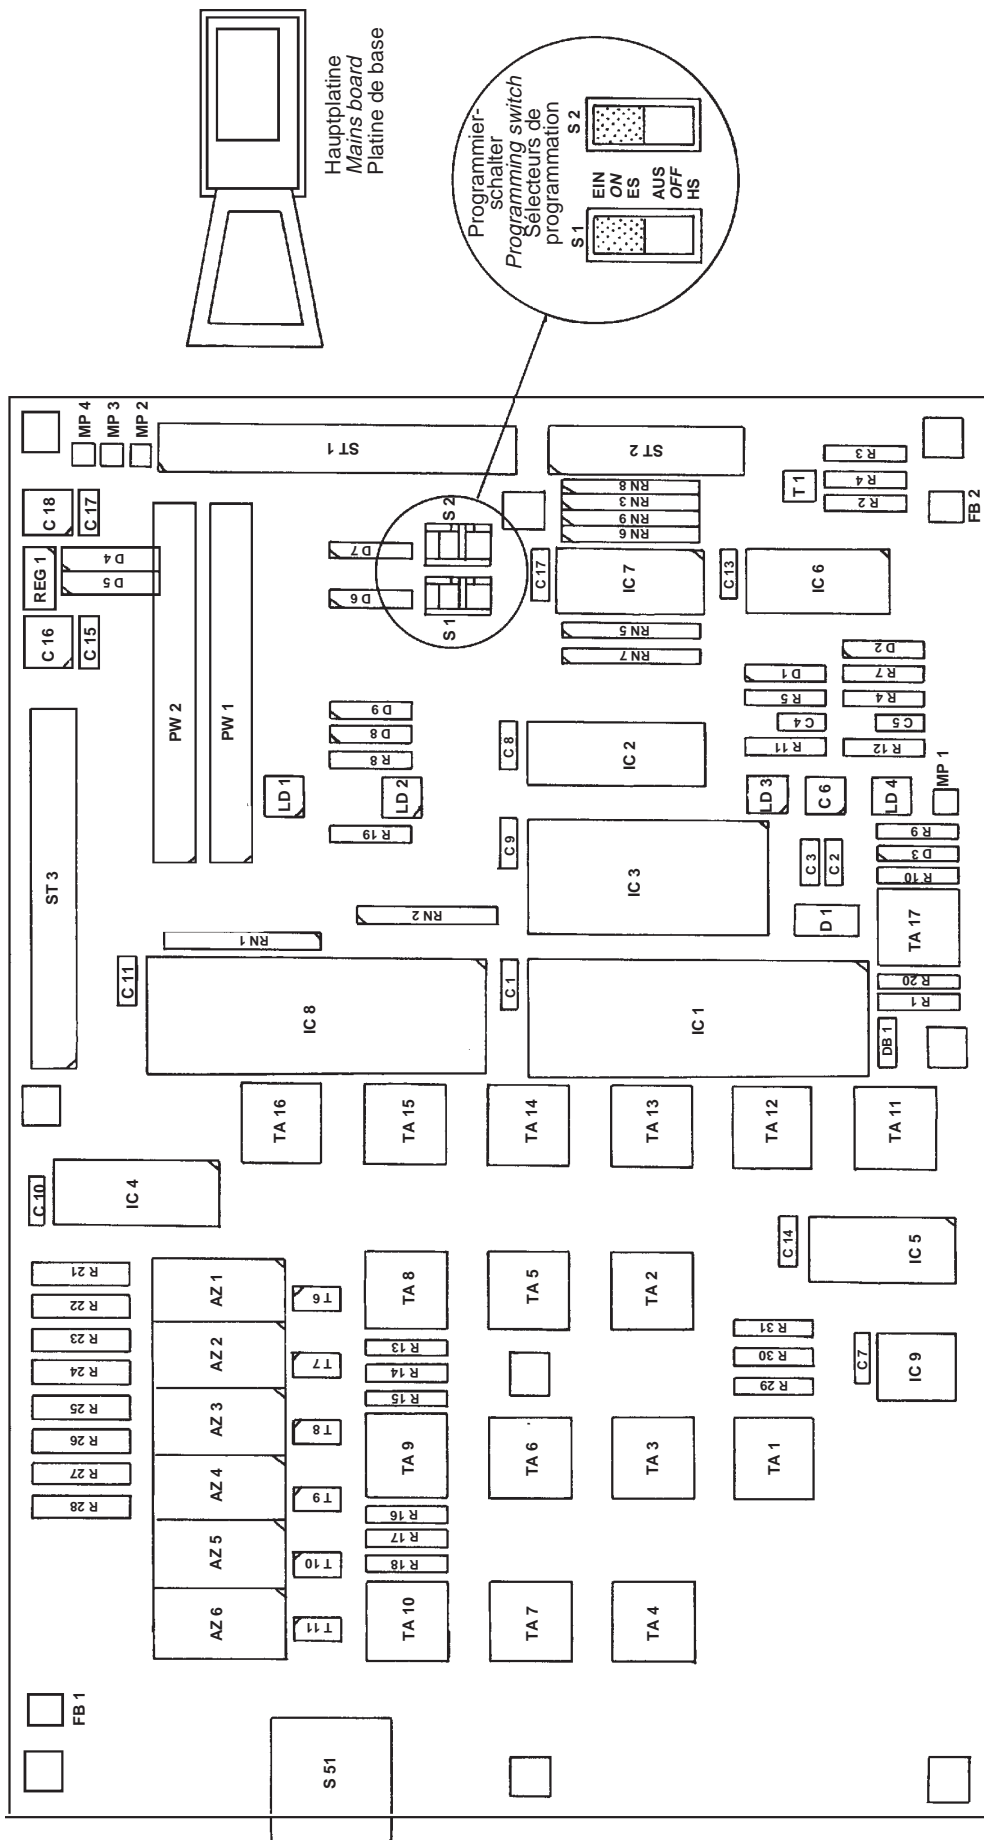 Hauptplatine
Mains board
Platine de base
Programmier-
schalter
Programming switch
Sélecteurs de
programmation
S 1
S 2
EIN
ON
ES
AUS
OFF
HS
MP 4
MP 3
MP 2
ST 1
ST 2
C 18
C 17
REG 1
D 4
D 5
C 16
C 15
PW 2
PW 1
ST 3
D 7
D 6
S 2
S 1
RN 8
RN 3
RN 9
RN 6
C 17
IC 7
C 13
IC 6
T 1
R 3
R 4
R 2
FB 2
RN 5
RN 7
D 9
D 8
R 8
LD 1
LD 2
R 19
C 8
IC 2
D 2
R 7
R 4
C 5
R 12
D 1
R 5
C 4
R 11
LD 3
C 6
LD 4
MP 1
C 9
IC 3
C 3
C 2
R 9
D 3
R 10
D 1
TA 17
RN 2
RN 1
C 11
IC 8
C 1
IC 1
R 20
R 1
DB 1
TA 16
TA 15
TA 14
TA 13
TA 12
TA 11
C 10
IC 4
C 14
IC 5
R 21
R 22
R 23
R 24
R 25
R 26
R 27
R 28
AZ 1
AZ 2
AZ 3
AZ 4
AZ 5
AZ 6
T 6
T 7
T 8
T 9
T 10
T 11
TA 8
TA 5
TA 2
R 13
R 14
R 15
R 31
R 30
R 29
C 7
IC 9
TA 9
TA 6
TA 3
TA 1
R 16
R 17
R 18
TA 10
TA 7
TA 4
FB 1
S 51